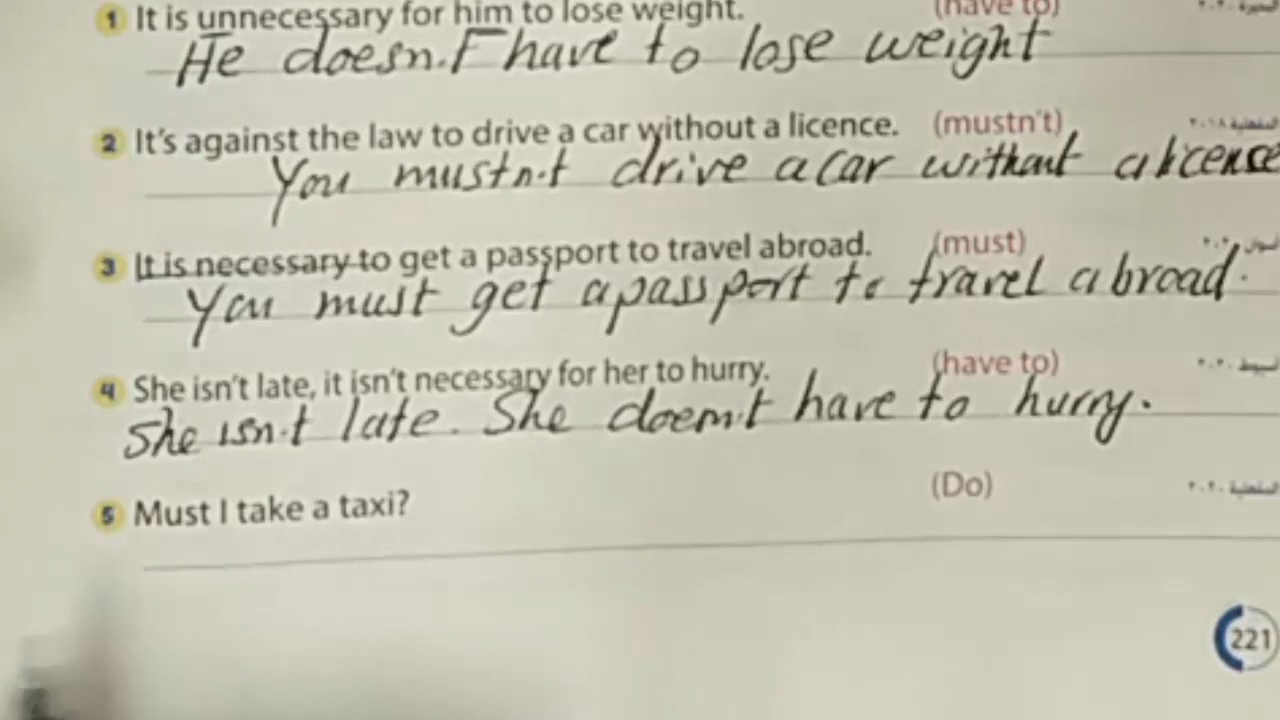 1 It is unnecessary for him to lose weight. (have to)
He doesn't have to lose weight
2 It's against the law to drive a car without a licence. (mustn't)
You mustn't drive a car without a licence
3 It is necessary to get a passport to travel abroad. (must)
You must get a passport to travel abroad.
4 She isn't late, it isn't necessary for her to hurry. (have to)
She isn't late. She doesn't have to hurry.
5 Must I take a taxi? (Do)
221